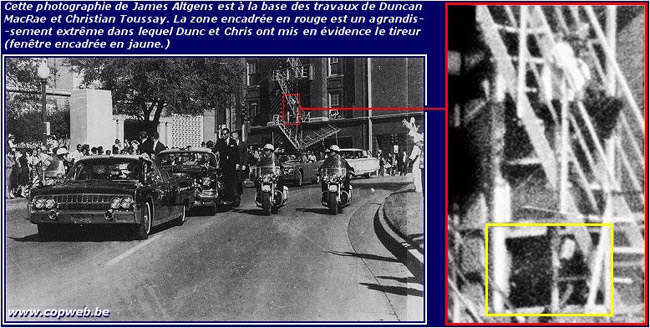 Cette photographie de James Altgens est à la base des travaux de Duncan
MacRae et Christian Toussay. La zone encadrée en rouge est un agrandis-
-sement extrême dans lequel Dunc et Chris ont mis en évidence le tireur
(fenêtre encadrée en jaune.)
www.copweb.be